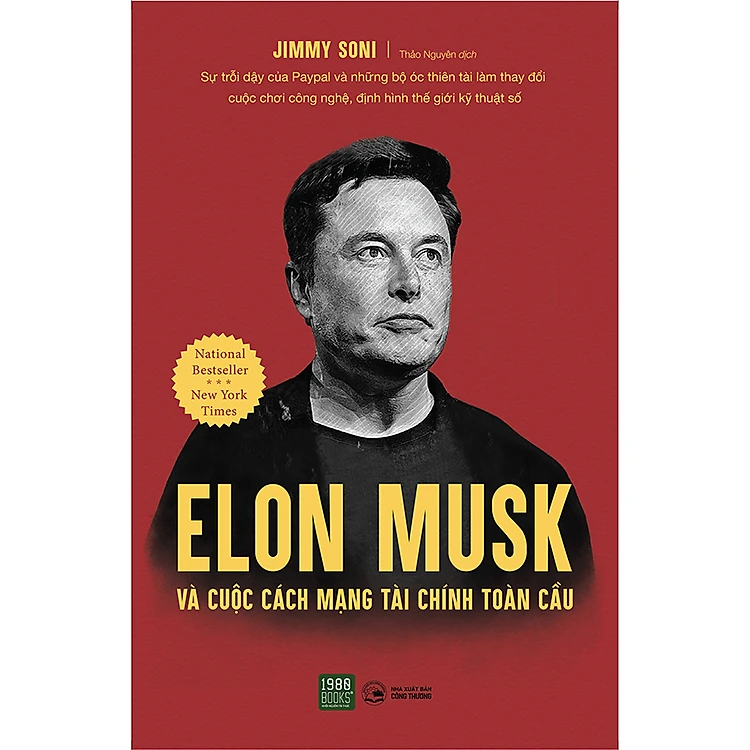 JIMMY SONI | Thảo Nguyên dịch
Sự trỗi dậy của Paypal và những bộ óc thiên tài làm thay đổi
cuộc chơi công nghệ, định hình thế giới kỹ thuật số
National
Bestseller
***
New York
Times
ELON MUSK
VÀ CUỘC CÁCH MẠNG TÀI CHÍNH TOÀN CẦU
1980
BOOKS®
NHÀ XUẤT BẢN
CÔNG THƯƠNG